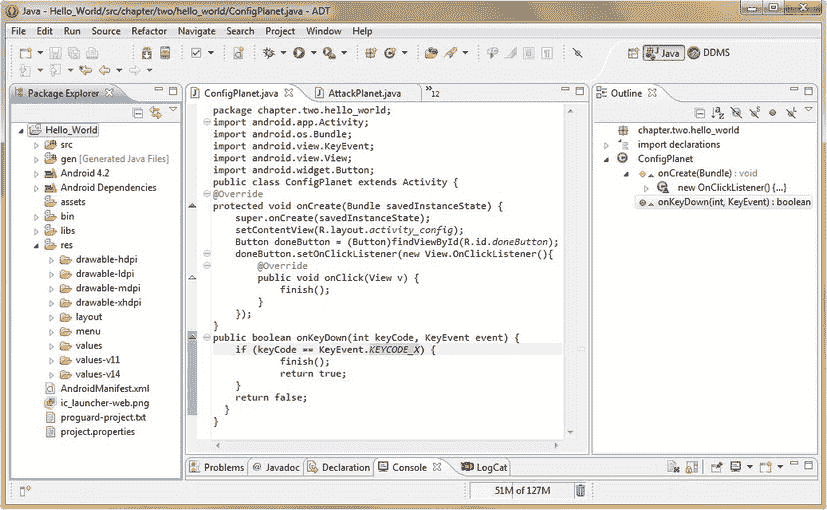 Java - Hello_World/src/chapter/two/hello_world/ConfigPlanet.java - ADT
File Edit Run Source Refactor Navigate Search Project Window Help
Java DDMS
Package Explorer
Hello_World
src
gen [Generated Java Files]
Android 4.2
Android Dependencies
assets
bin
libs
res
drawable-hdpi
drawable-ldpi
drawable-mdpi
drawable-xhdpi
layout
menu
values
values-v11
values-v14
AndroidManifest.xml
ic_launcher-web.png
proguard-project.txt
project.properties
ConfigPlanet.java AttackPlanet.java »12
package chapter.two.hello_world;
import android.app.Activity;
import android.os.Bundle;
import android.view.KeyEvent;
import android.view.View;
import android.widget.Button;
public class ConfigPlanet extends Activity {
@Override
protected void onCreate(Bundle savedInstanceState) {
super.onCreate(savedInstanceState);
setContentView(R.layout.activity_config);
Button doneButton = (Button)findViewById(R.id.doneButton);
doneButton.setOnClickListener(new View.OnClickListener(){
@Override
public void onClick(View v) {
finish();
}
});
}
public boolean onKeyDown(int keyCode, KeyEvent event) {
if (keyCode == KeyEvent.KEYCODE_X) {
finish();
return true;
}
return false;
}
}
Outline
chapter.two.hello_world
import declarations
ConfigPlanet
onCreate(Bundle) : void
new OnClickListener() {...}
onKeyDown(int, KeyEvent) : boolean
Problems @ Javadoc Declaration Console LogCat
51M of 127M